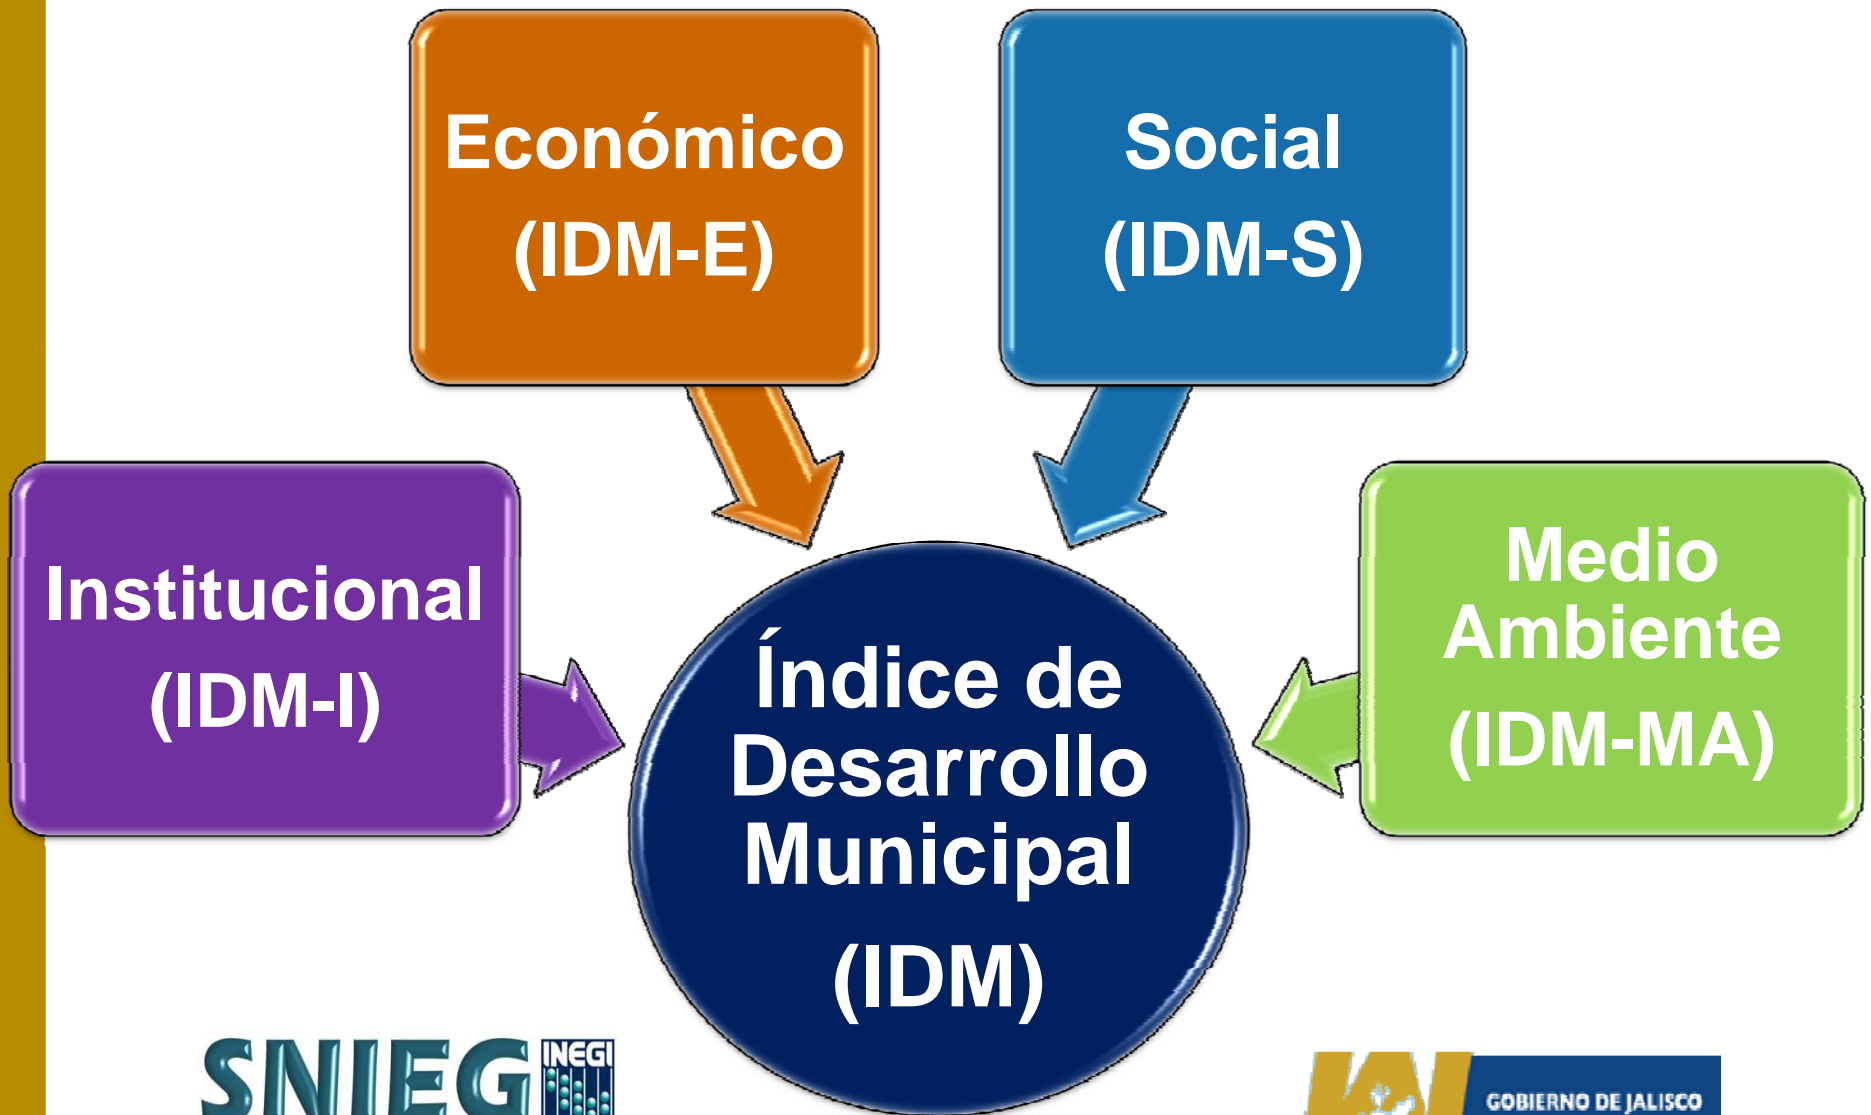 Económico
(IDM-E)
Social
(IDM-S)
Institucional
(IDM-I)
Medio
Ambiente
(IDM-MA)
Índice de
Desarrollo
Municipal
(IDM)
SNIEG
INEGI
GOBIERNO DE JALISCO